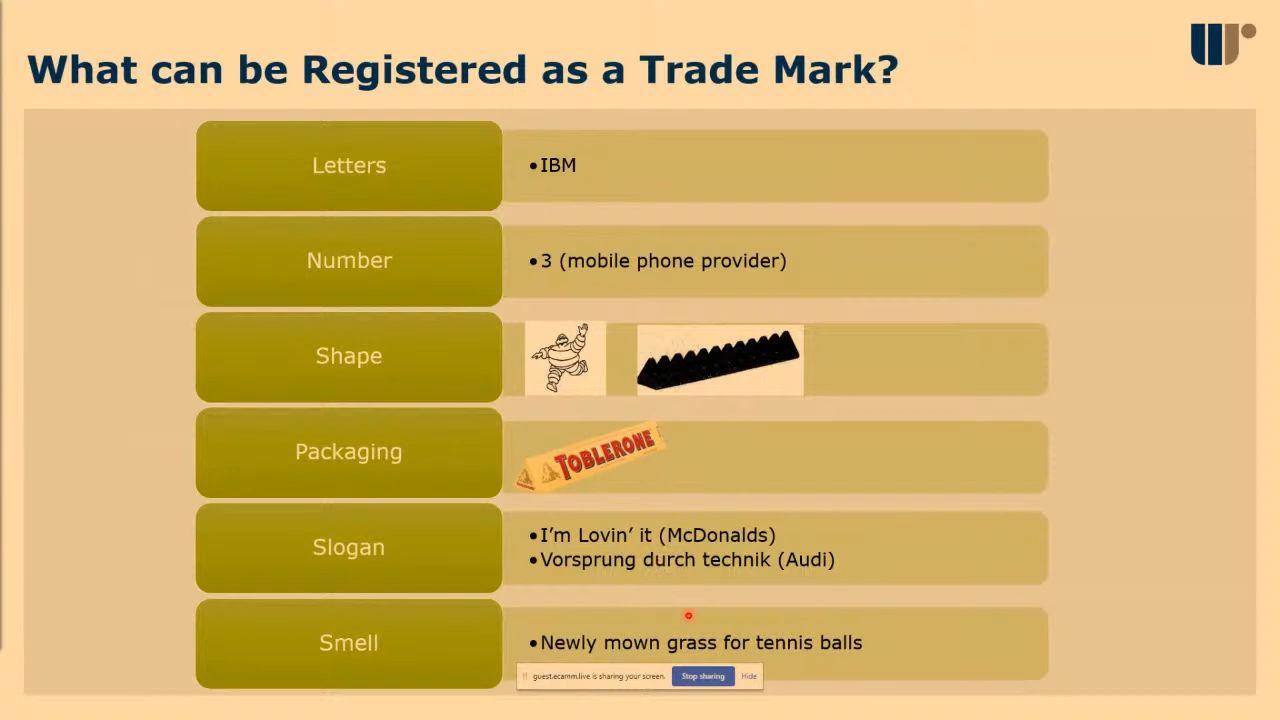 What can be Registered as a Trade Mark?
Letters
•IBM
Number
•3 (mobile phone provider)
Shape
Packaging
TOBLERONE
Slogan
•I’m Lovin’ it (McDonalds)
•Vorsprung durch technik (Audi)
Smell
•Newly mown grass for tennis balls
guest.ecamm.live is sharing your screen.
Stop sharing
Hide